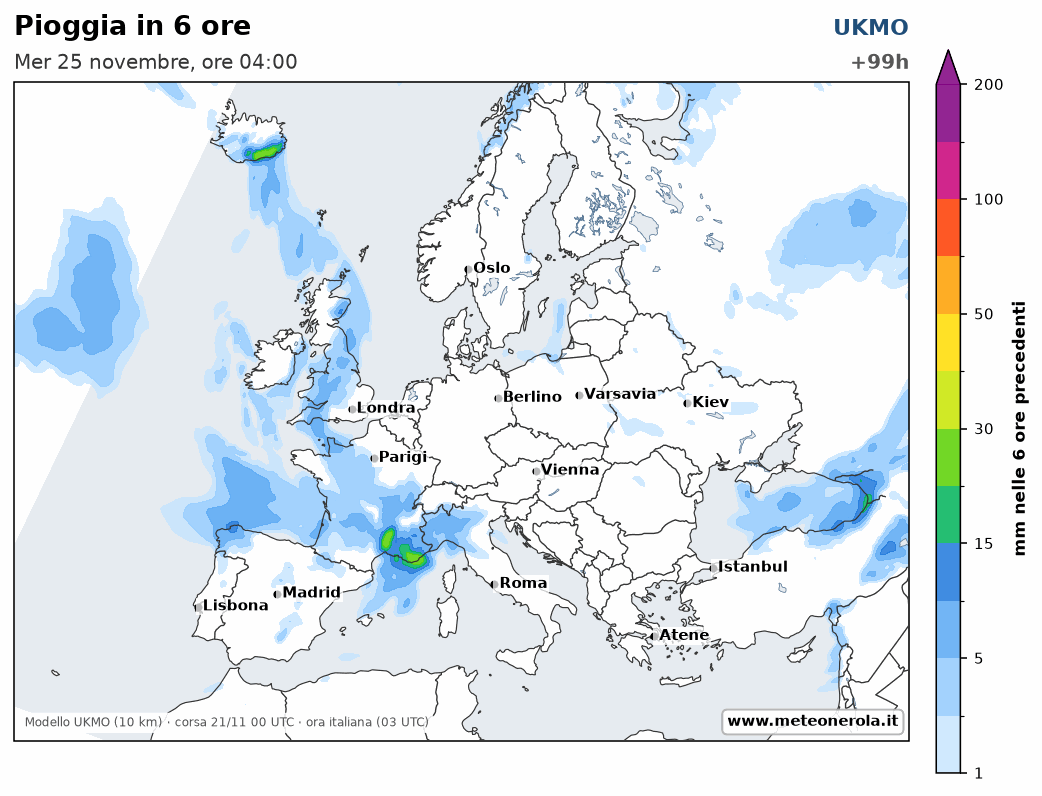 Pioggia in 6 ore
UKMO
Mer 25 novembre, ore 04:00
+99h
200
100
50
30
15
5
1
mm nelle 6 ore precedenti
Oslo
Berlino
Varsavia
Kiev
Londra
Parigi
Vienna
Istanbul
Roma
Madrid
Lisbona
Atene
Modello UKMO (10 km) · corsa 21/11 00 UTC · ora italiana (03 UTC)
www.meteonerola.it